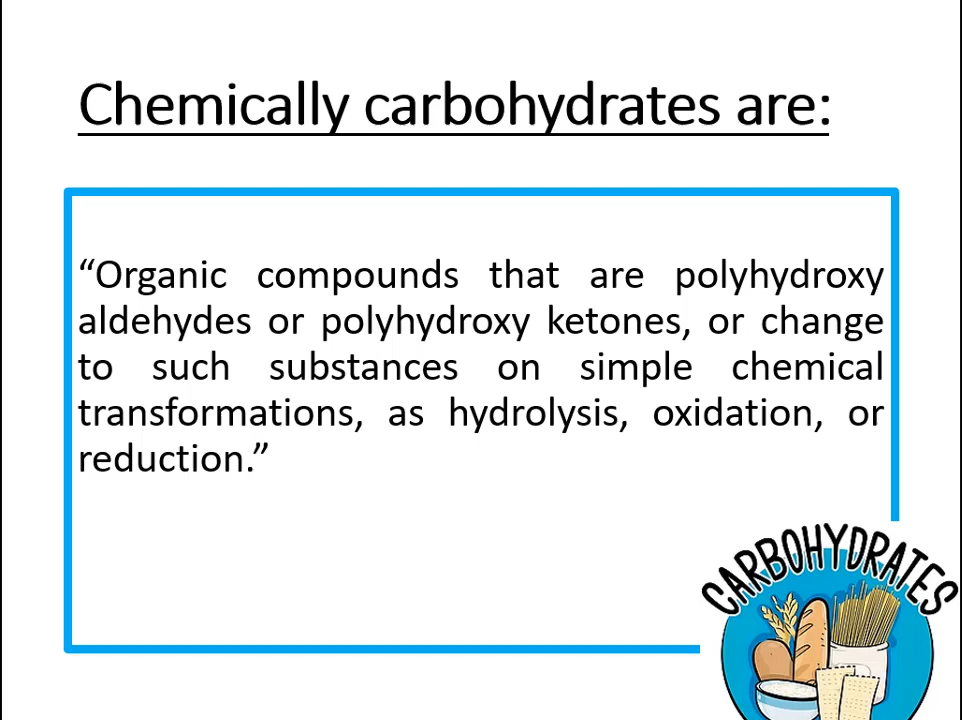 Chemically carbohydrates are:
“Organic compounds that are polyhydroxy
aldehydes or polyhydroxy ketones, or change
to such substances on simple chemical
transformations, as hydrolysis, oxidation, or
reduction.”
CARBOHYDRATES